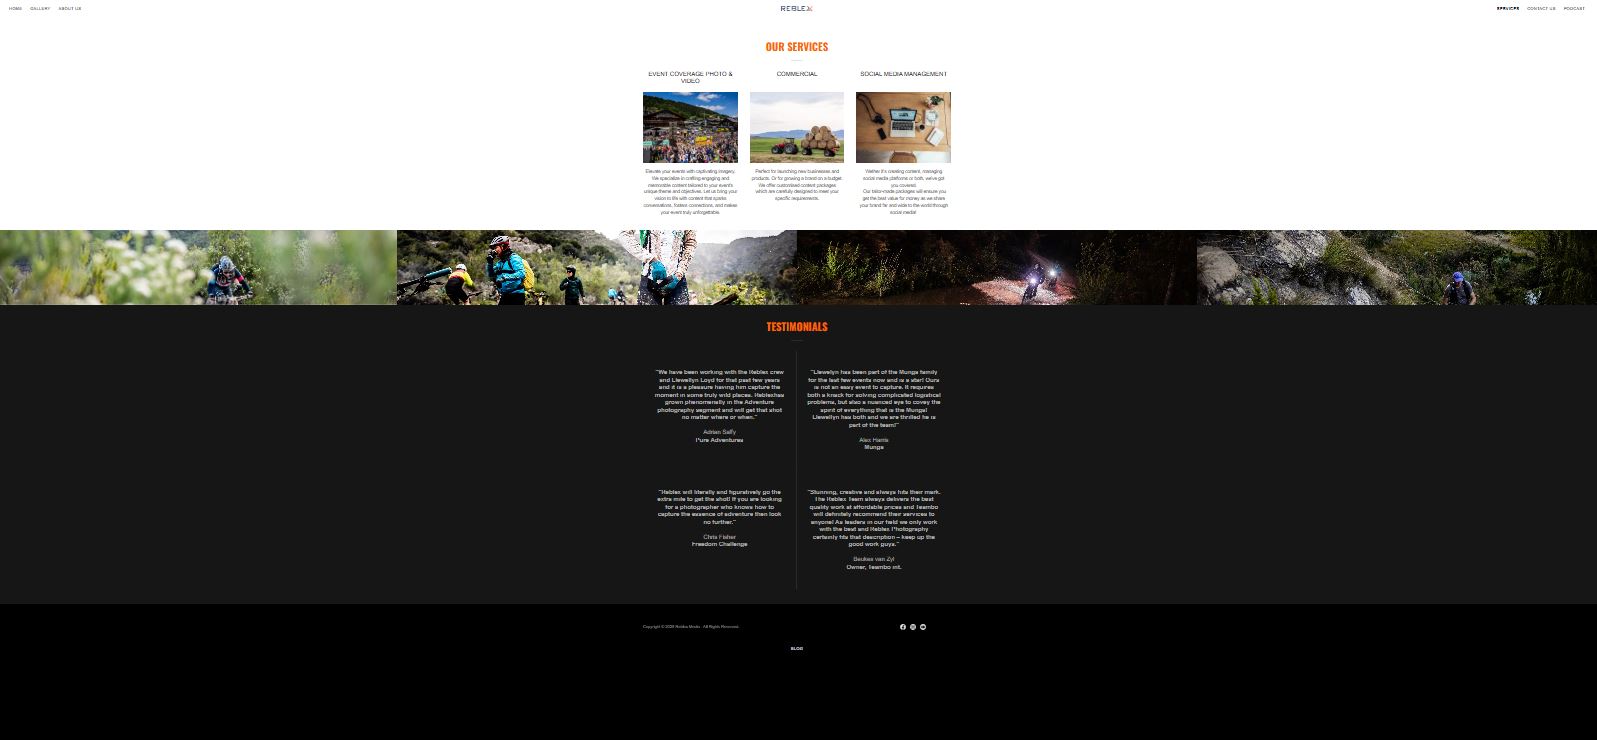 HOME GALLERY ABOUT US
REBLEX
SERVICES CONTACT US PODCAST
OUR SERVICES
EVENT COVERAGE PHOTO &
VIDEO
Elevate your events with captivating imagery.
We specialize in crafting engaging and
memorable content tailored to your event's
unique theme and objectives. Let us bring your
vision to life with content that sparks
conversations, fosters connections, and makes
your event truly unforgettable.
COMMERCIAL
Perfect for launching new businesses and
products. Or for growing a brand on a budget.
We offer customised content packages
which are carefully designed to meet your
specific requirements.
SOCIAL MEDIA MANAGEMENT
Wether it's creating content, managing
social media platforms or both, we've got
you covered.
Our tailor-made packages will ensure you
get the best value for money as we share
your brand far and wide to the world through
social media!
TESTIMONIALS
"We have been working with the Reblex crew
and Llewellyn Loyd for that past few years
and it is a pleasure having him capture the
moment in some truly wild places. Reblexhas
grown phenomenally in the Adventure
photography segment and will get that shot
no matter where or when."
Adrian Saffy
Pure Adventures
"Llewelyn has been part of the Munga family
for the last few events now and is a star! Ours
is not an easy event to capture. It requires
both a knack for solving complicated logistical
problems, but also a nuanced eye to covey the
spirit of everything that is the Munga!
Llewellyn has both and we are thrilled he is
part of the team!"
Alex Harris
Munga
"Reblex will literally and figuratively go the
extra mile to get the shot! If you are looking
for a photographer who knows how to
capture the essence of adventure then look
no further."
Chris Fisher
Freedom Challenge
"Stunning, creative and always hits their mark.
The Reblex Team always delivers the best
quality work at affordable prices and Teambo
will definitely recommend their services to
anyone! As leaders in our field we only work
with the best and Reblex Photography
certainly fits that description – keep up the
good work guys."
Beukes van Zyl
Owner, Teambo int.
Copyright © Reblex Media . All Rights Reserved.
BLOG